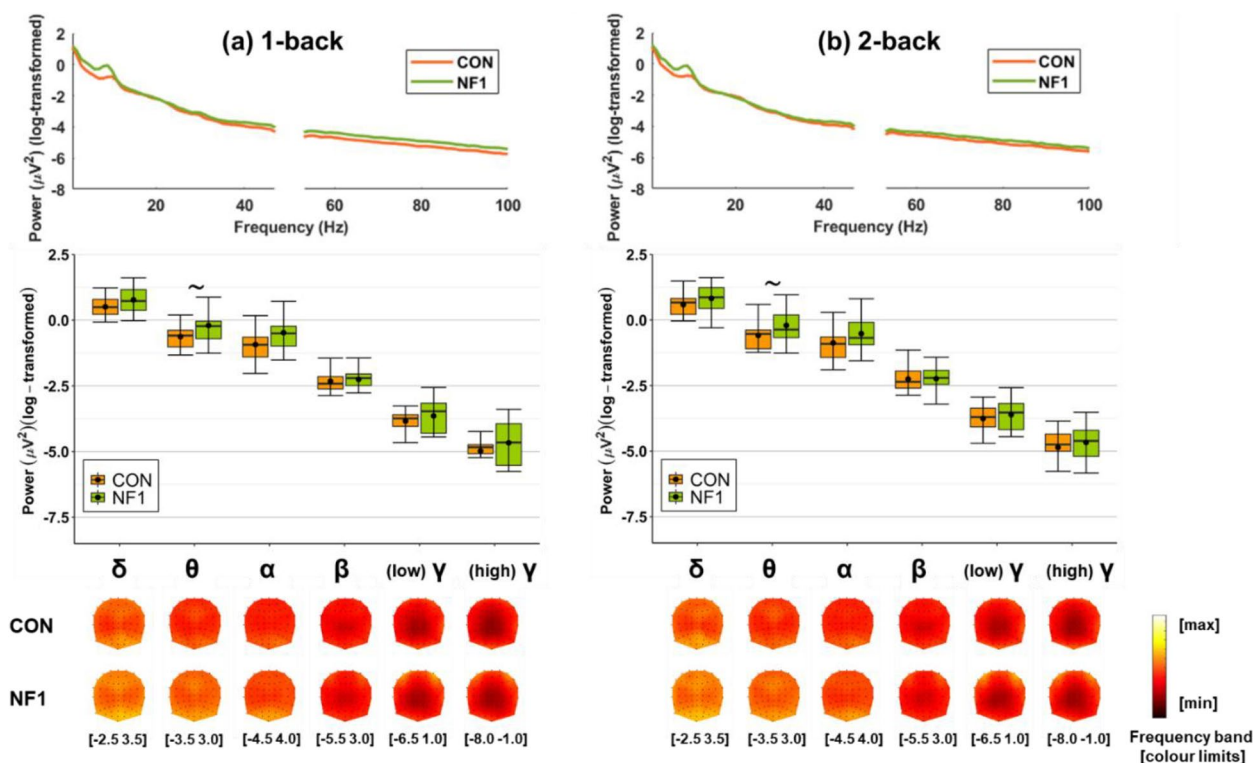 (a) 1-back
CON
NF1
2
0
-2
-4
-6
-8
Power (μV²) (log-transformed)
20 40 60 80 100
Frequency (Hz)
(b) 2-back
CON
NF1
2
0
-2
-4
-6
-8
Power (μV²) (log-transformed)
20 40 60 80 100
Frequency (Hz)
2.5
0.0
-2.5
-5.0
-7.5
Power (μV²)(log−transformed)
~
CON
NF1
δ θ α β (low) γ (high) γ
2.5
0.0
-2.5
-5.0
-7.5
Power (μV²)(log−transformed)
~
CON
NF1
δ θ α β (low) γ (high) γ
CON
NF1
[-2.5 3.5] [-3.5 3.0] [-4.5 4.0] [-5.5 3.0] [-6.5 1.0] [-8.0 -1.0]
[-2.5 3.5] [-3.5 3.0] [-4.5 4.0] [-5.5 3.0] [-6.5 1.0] [-8.0 -1.0]
[max]
[min]
Frequency band
[colour limits]